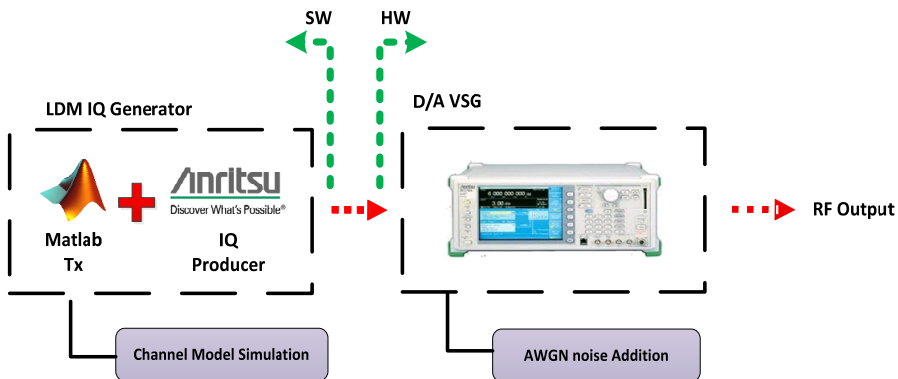 SW
HW
LDM IQ Generator
D/A VSG
Anritsu
Discover What's Possible®
Matlab
Tx
IQ
Producer
RF Output
Channel Model Simulation
AWGN noise Addition